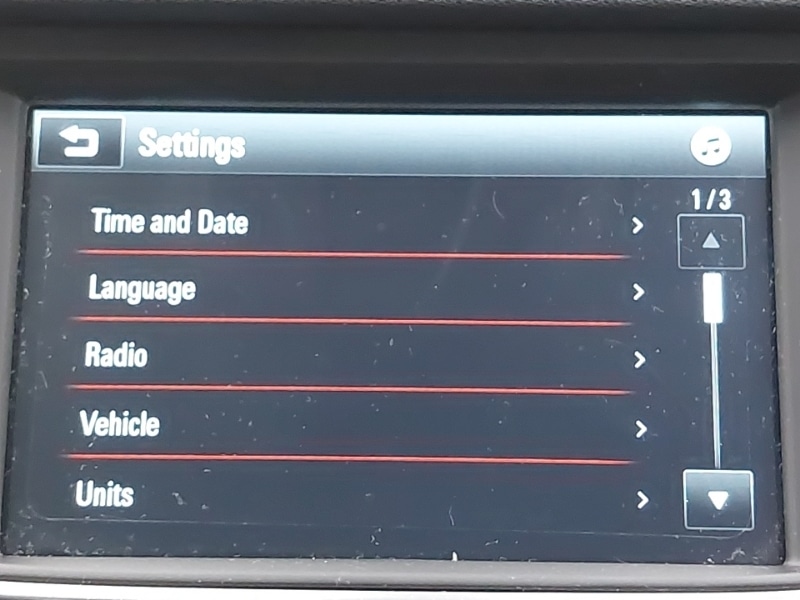 Settings
1/3
Time and Date
Language
Radio
Vehicle
Units